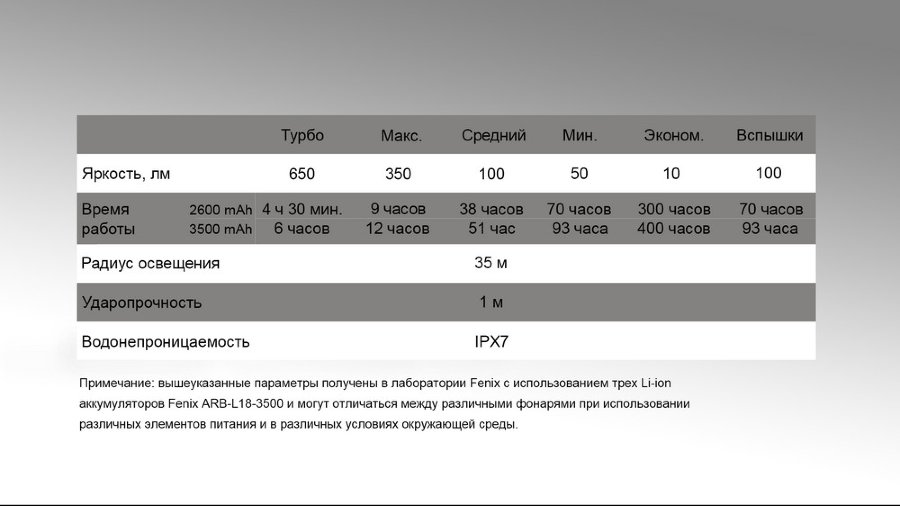 Турбо Макс. Средний Мин. Эконом. Вспышки
Яркость, лм 650 350 100 50 10 100
Время 2600 mAh 4 ч 30 мин. 9 часов 38 часов 70 часов 300 часов 70 часов
работы 3500 mAh 6 часов 12 часов 51 час 93 часа 400 часов 93 часа
Радиус освещения 35 м
Ударопрочность 1 м
Водонепроницаемость IPX7
Примечание: вышеуказанные параметры получены в лаборатории Fenix с использованием трех Li-ion
аккумуляторов Fenix ARB-L18-3500 и могут отличаться между различными фонарями при использовании
различных элементов питания и в различных условиях окружающей среды.